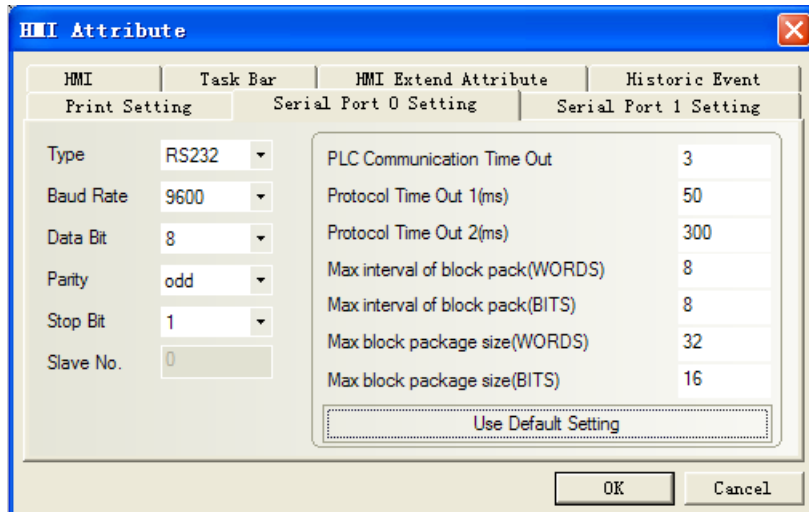 HMI Attribute
HMI
Task Bar
HMI Extend Attribute
Historic Event
Print Setting
Serial Port 0 Setting
Serial Port 1 Setting
Type RS232
Baud Rate 9600
Data Bit 8
Parity odd
Stop Bit 1
Slave No. 0
PLC Communication Time Out 3
Protocol Time Out 1(ms) 50
Protocol Time Out 2(ms) 300
Max interval of block pack(WORDS) 8
Max interval of block pack(BITS) 8
Max block package size(WORDS) 32
Max block package size(BITS) 16
Use Default Setting
OK
Cancel